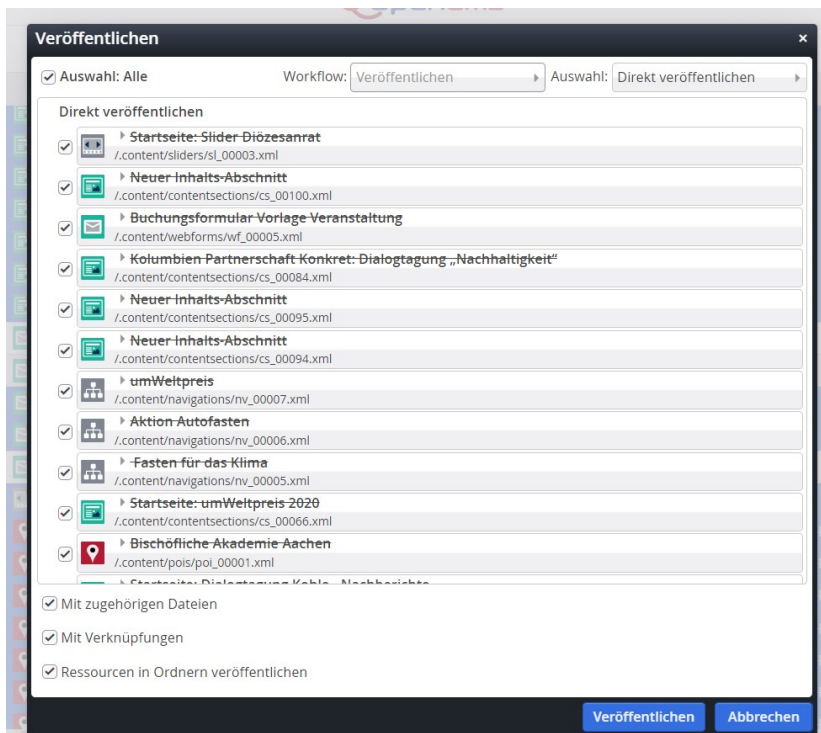 Veröffentlichen
Auswahl: Alle
Workflow: Veröffentlichen
Auswahl: Direkt veröffentlichen
Direkt veröffentlichen
Startseite: Slider Diözesanrat
/.content/sliders/sl_00003.xml
Neuer Inhalts-Abschnitt
/.content/contentsections/cs_00100.xml
Buchungsformular Vorlage Veranstaltung
/.content/webforms/wf_00005.xml
Kolumbien Partnerschaft Konkret: Dialogtagung „Nachhaltigkeit“
/.content/contentsections/cs_00084.xml
Neuer Inhalts-Abschnitt
/.content/contentsections/cs_00095.xml
Neuer Inhalts-Abschnitt
/.content/contentsections/cs_00094.xml
umWeltpreis
/.content/navigations/nv_00007.xml
Aktion Autofasten
/.content/navigations/nv_00006.xml
Fasten für das Klima
/.content/navigations/nv_00005.xml
Startseite: umWeltpreis 2020
/.content/contentsections/cs_00066.xml
Bischöfliche Akademie Aachen
/.content/pois/poi_00001.xml
Mit zugehörigen Dateien
Mit Verknüpfungen
Ressourcen in Ordnern veröffentlichen
Veröffentlichen
Abbrechen